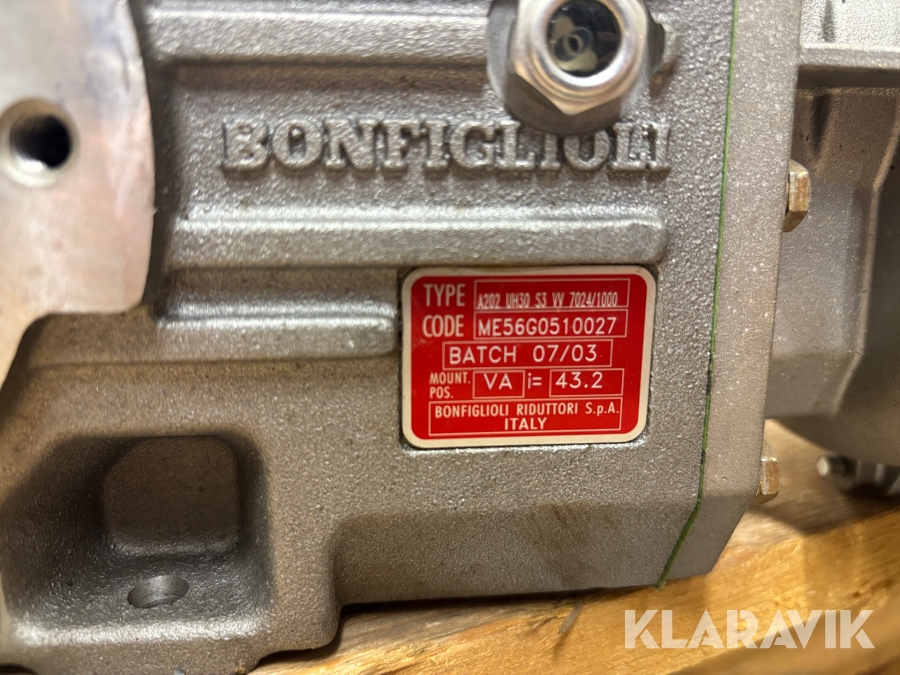 BONFIGLIOLI
TYPE A202 UH30 S3 VV 7024/1000
CODE ME56G0510027
BATCH 07/03
MOUNT. POS. VA i= 43.2
BONFIGLIOLI RIDUTTORI S.p.A.
ITALY
KLARAVIK